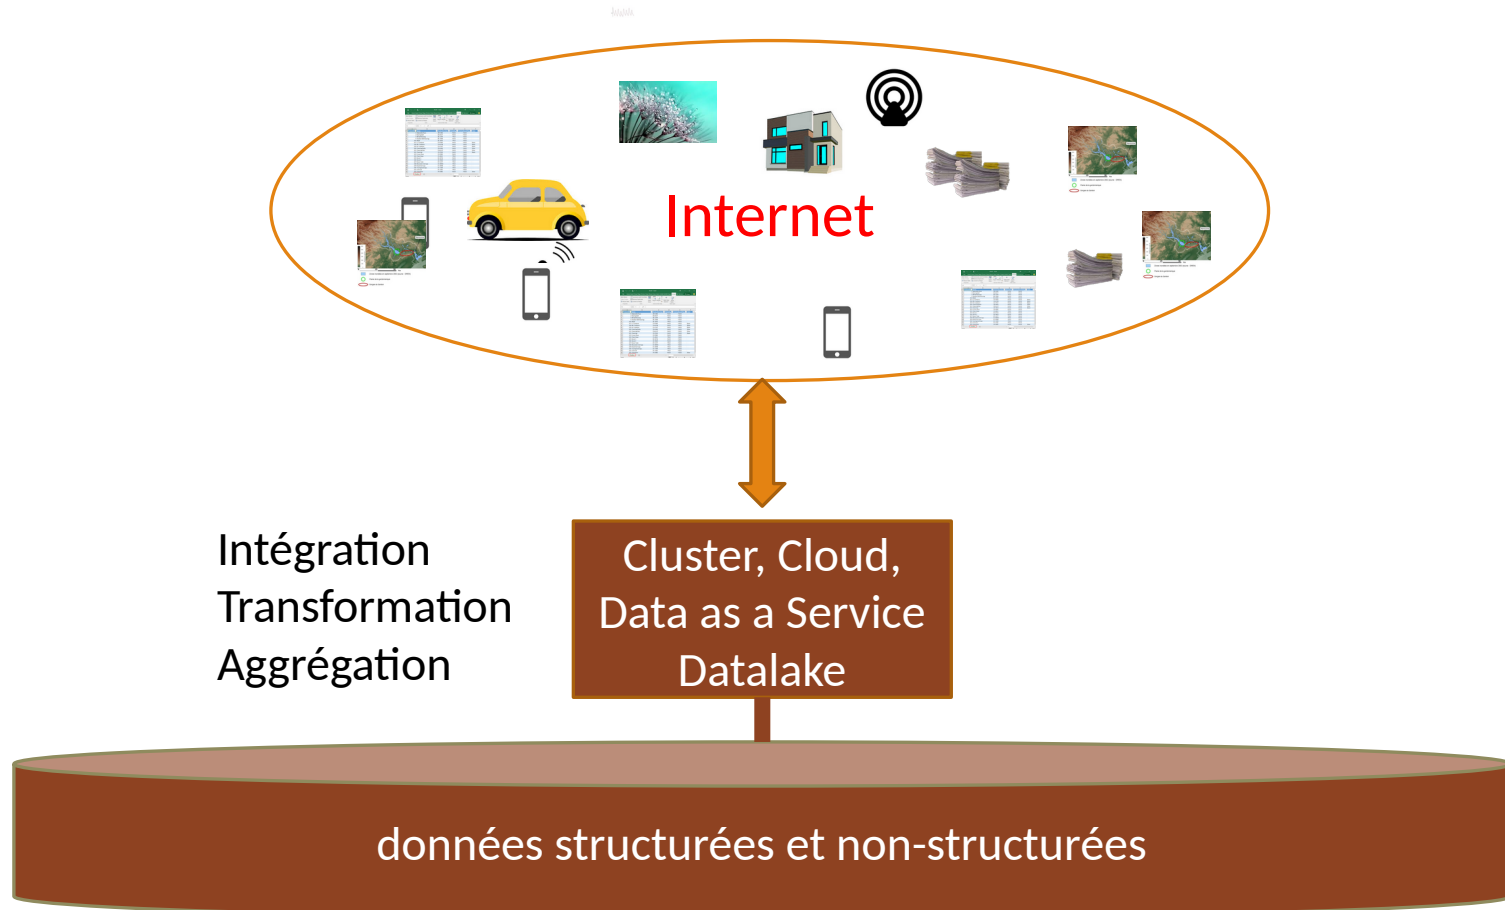 Internet
Intégration
Transformation
Aggrégation
Cluster, Cloud,
Data as a Service
Datalake
données structurées et non-structurées